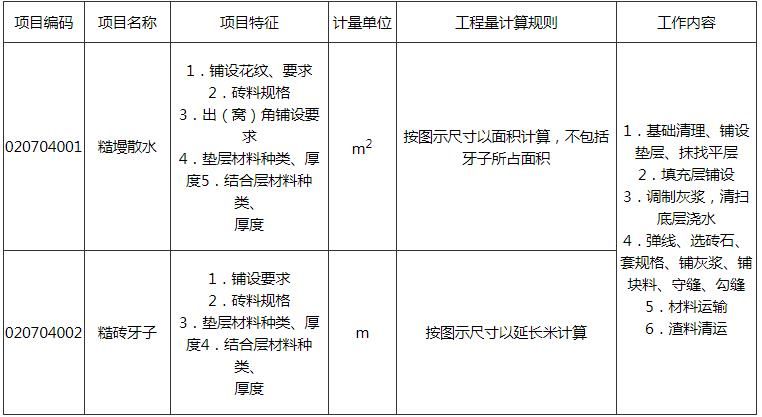 项目编码 项目名称 项目特征 计量单位 工程量计算规则 工作内容
020704001
糙墁散水
1．铺设花纹、要求
2．砖料规格
3．出（窝）角铺设要
求
4．垫层材料种类、厚
度5．结合层材料种
类、
厚度
m2
按图示尺寸以面积计算，不包括
牙子所占面积
1．基础清理、铺设
垫层、抹找平层
2．填充层铺设
3．调制灰浆，清扫
底层浇水
4．弹线、选砖石、
套规格、铺灰浆、铺
块料、守缝、勾缝
5．材料运输
6．渣料清运
020704002
糙砖牙子
1．铺设要求
2．砖料规格
3．垫层材料种类、厚
度4．结合层材料种
类、
厚度
m
按图示尺寸以延长米计算